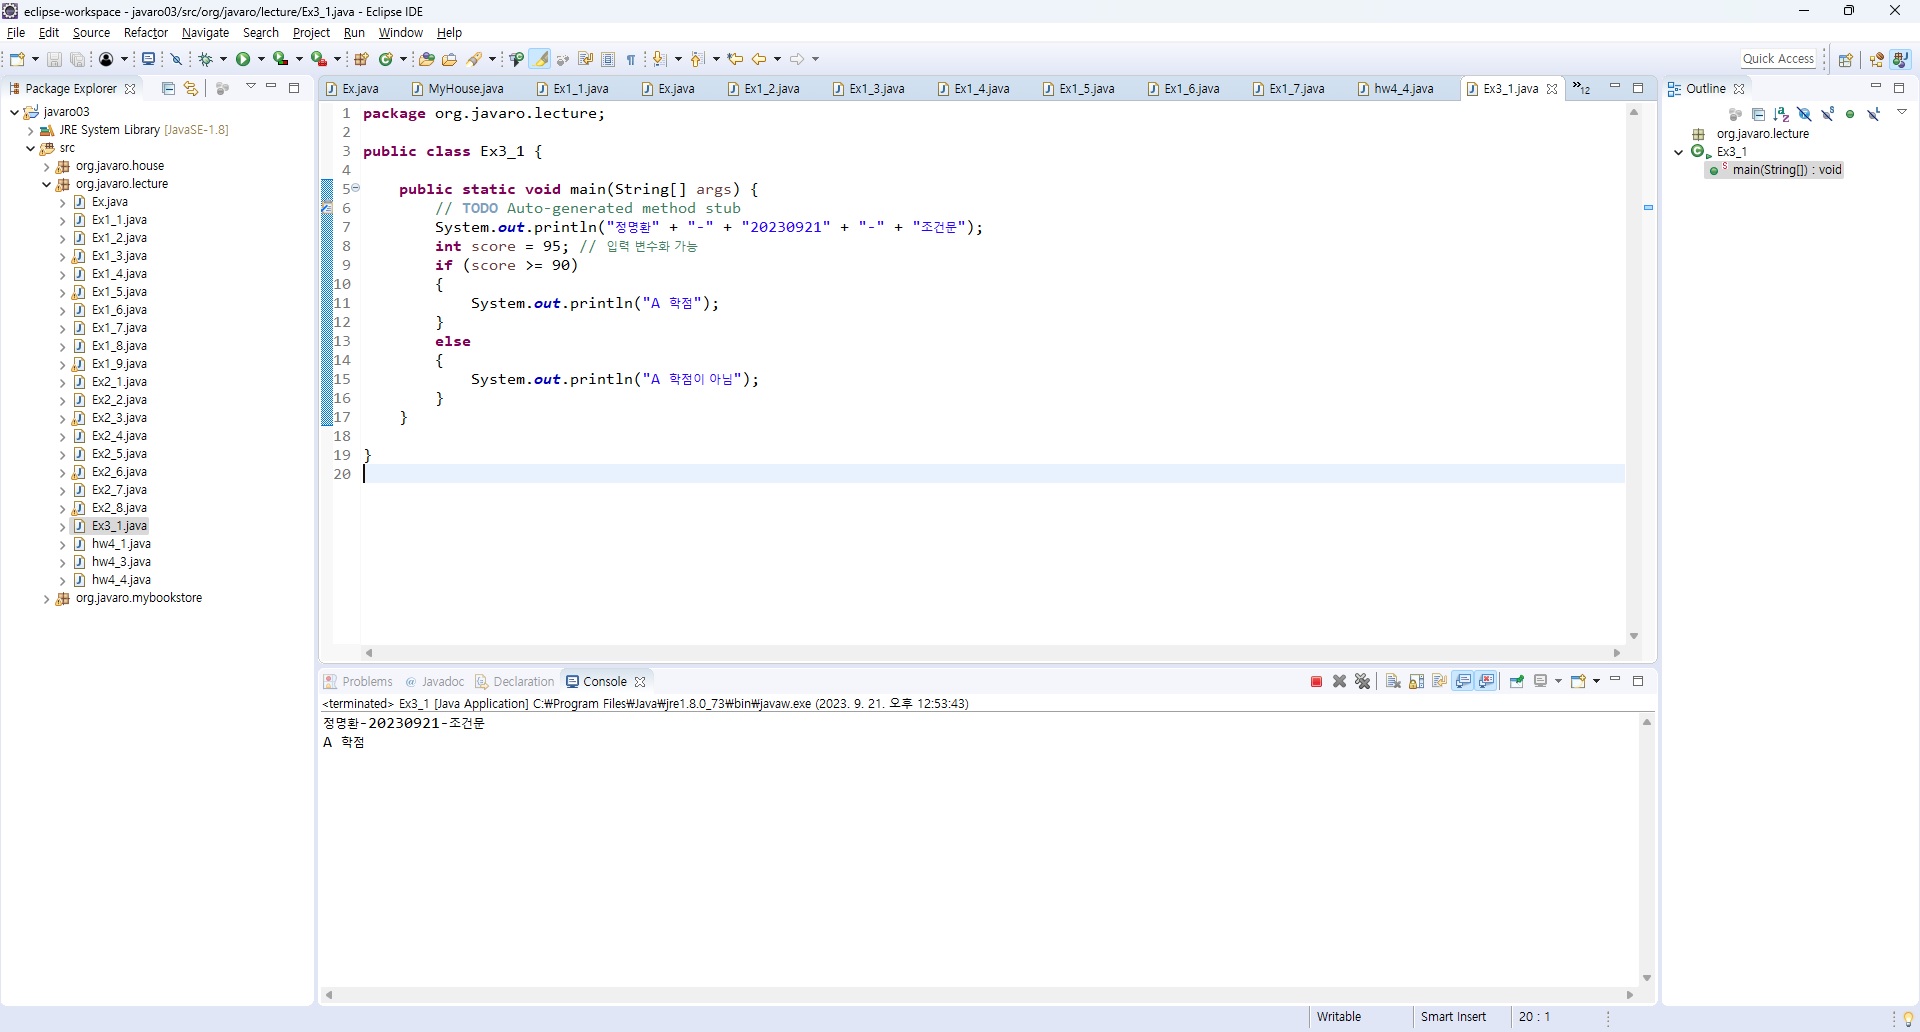 eclipse-workspace - javaro03/src/org/javaro/lecture/Ex3_1.java - Eclipse IDE
File Edit Source Refactor Navigate Search Project Run Window Help
Quick Access
Package Explorer
javaro03
JRE System Library [JavaSE-1.8]
src
org.javaro.house
org.javaro.lecture
Ex.java
Ex1_1.java
Ex1_2.java
Ex1_3.java
Ex1_4.java
Ex1_5.java
Ex1_6.java
Ex1_7.java
Ex1_8.java
Ex1_9.java
Ex2_1.java
Ex2_2.java
Ex2_3.java
Ex2_4.java
Ex2_5.java
Ex2_6.java
Ex2_7.java
Ex2_8.java
Ex3_1.java
hw4_1.java
hw4_3.java
hw4_4.java
org.javaro.mybookstore
Ex.java MyHouse.java Ex1_1.java Ex.java Ex1_2.java Ex1_3.java Ex1_4.java Ex1_5.java Ex1_6.java Ex1_7.java hw4_4.java Ex3_1.java »12
1 package org.javaro.lecture;
2
3 public class Ex3_1 {
4
5 public static void main(String[] args) {
6 // TODO Auto-generated method stub
7 System.out.println("정명환" + "-" + "20230921" + "-" + "조건문");
8 int score = 95; // 입력 변수화 가능
9 if (score >= 90)
10 {
11 System.out.println("A 학점");
12 }
13 else
14 {
15 System.out.println("A 학점이 아님");
16 }
17 }
18
19 }
20
Problems @ Javadoc Declaration Console
<terminated> Ex3_1 [Java Application] C:₩Program Files₩Java₩jre1.8.0_73₩bin₩javaw.exe (2023. 9. 21. 오후 12:53:43)
정명환-20230921-조건문
A 학점
Outline
org.javaro.lecture
Ex3_1
main(String[]) : void
Writable Smart Insert 20 : 1